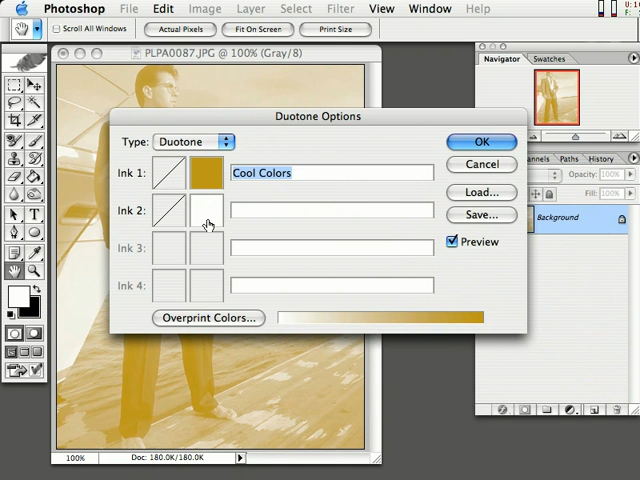 Photoshop File Edit Image Layer Select Filter View Window Help
Scroll All Windows Actual Pixels Fit On Screen Print Size
PLPA0087.JPG @ 100% (Gray/8)
Navigator Swatches
Duotone Options
Type: Duotone OK
Ink 1: Cool Colors Cancel
Load...
Ink 2: Save...
Preview
Ink 3:
Ink 4:
Overprint Colors...
Channels Paths History
Opacity: 100%
Fill: 100%
Background
T
100% Doc: 180.0K/180.0K